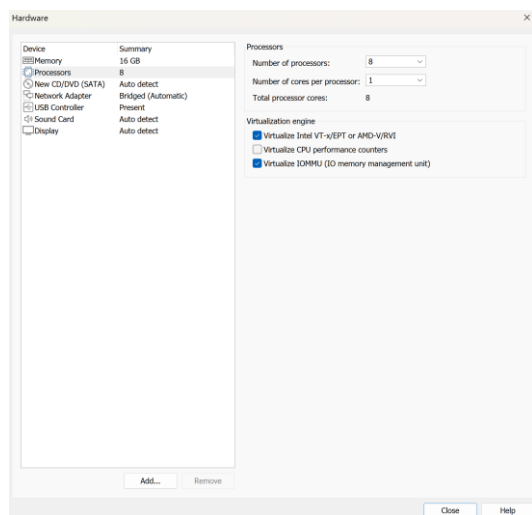 Hardware
Device Summary
Memory 16 GB
Processors 8
New CD/DVD (SATA) Auto detect
Network Adapter Bridged (Automatic)
USB Controller Present
Sound Card Auto detect
Display Auto detect
Add... Remove
Processors
Number of processors: 8
Number of cores per processor: 1
Total processor cores: 8
Virtualization engine
Virtualize Intel VT-x/EPT or AMD-V/RVI
Virtualize CPU performance counters
Virtualize IOMMU (IO memory management unit)
Close Help